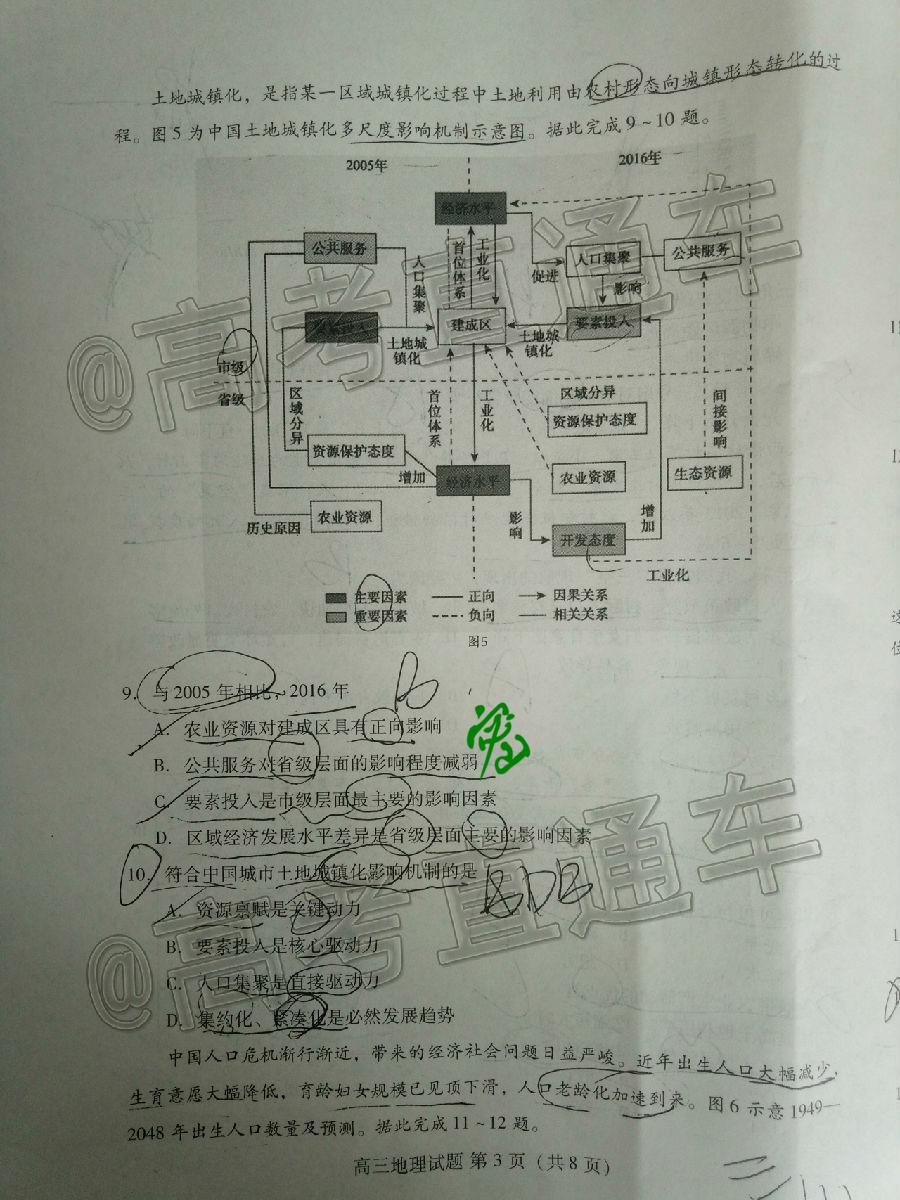 土地城镇化，是指某一区域城镇化过程中土地利用由农村形态向城镇形态转化的过
程。图5为中国土地城镇化多尺度影响机制示意图。据此完成9~10题。
2005年
2016年
经济水平
公共服务
人口集聚
首位体系
工业化
促进
人口集聚
公共服务
影响
建成区
要素投入
土地城镇化
土地城镇化
市级
省级
区域分异
首位体系
工业化
区域分异
资源保护态度
间接影响
资源保护态度
增加
经济水平
农业资源
生态资源
历史原因
农业资源
影响
开发态度
增加
工业化
主要因素
正向
因果关系
重要因素
负向
相关关系
图5
9. 与2005年相比，2016年
A. 农业资源对建成区具有正向影响
B. 公共服务对省级层面的影响程度减弱
C. 要素投入是市级层面最主要的影响因素
D. 区域经济发展水平差异是省级层面主要的影响因素
10. 符合中国城市土地城镇化影响机制的是
A. 资源禀赋是关键动力
B. 要素投入是核心驱动力
C. 人口集聚是直接驱动力
D. 集约化、紧凑化是必然发展趋势
中国人口危机渐行渐近，带来的经济社会问题日益严峻。近年出生人口大幅减少，
生育意愿大幅降低，育龄妇女规模已见顶下滑，人口老龄化加速到来。图6示意1949—
2048年出生人口数量及预测。据此完成11~12题。
高三地理试题 第3页（共8页）
@高考直通车
@高考直通车